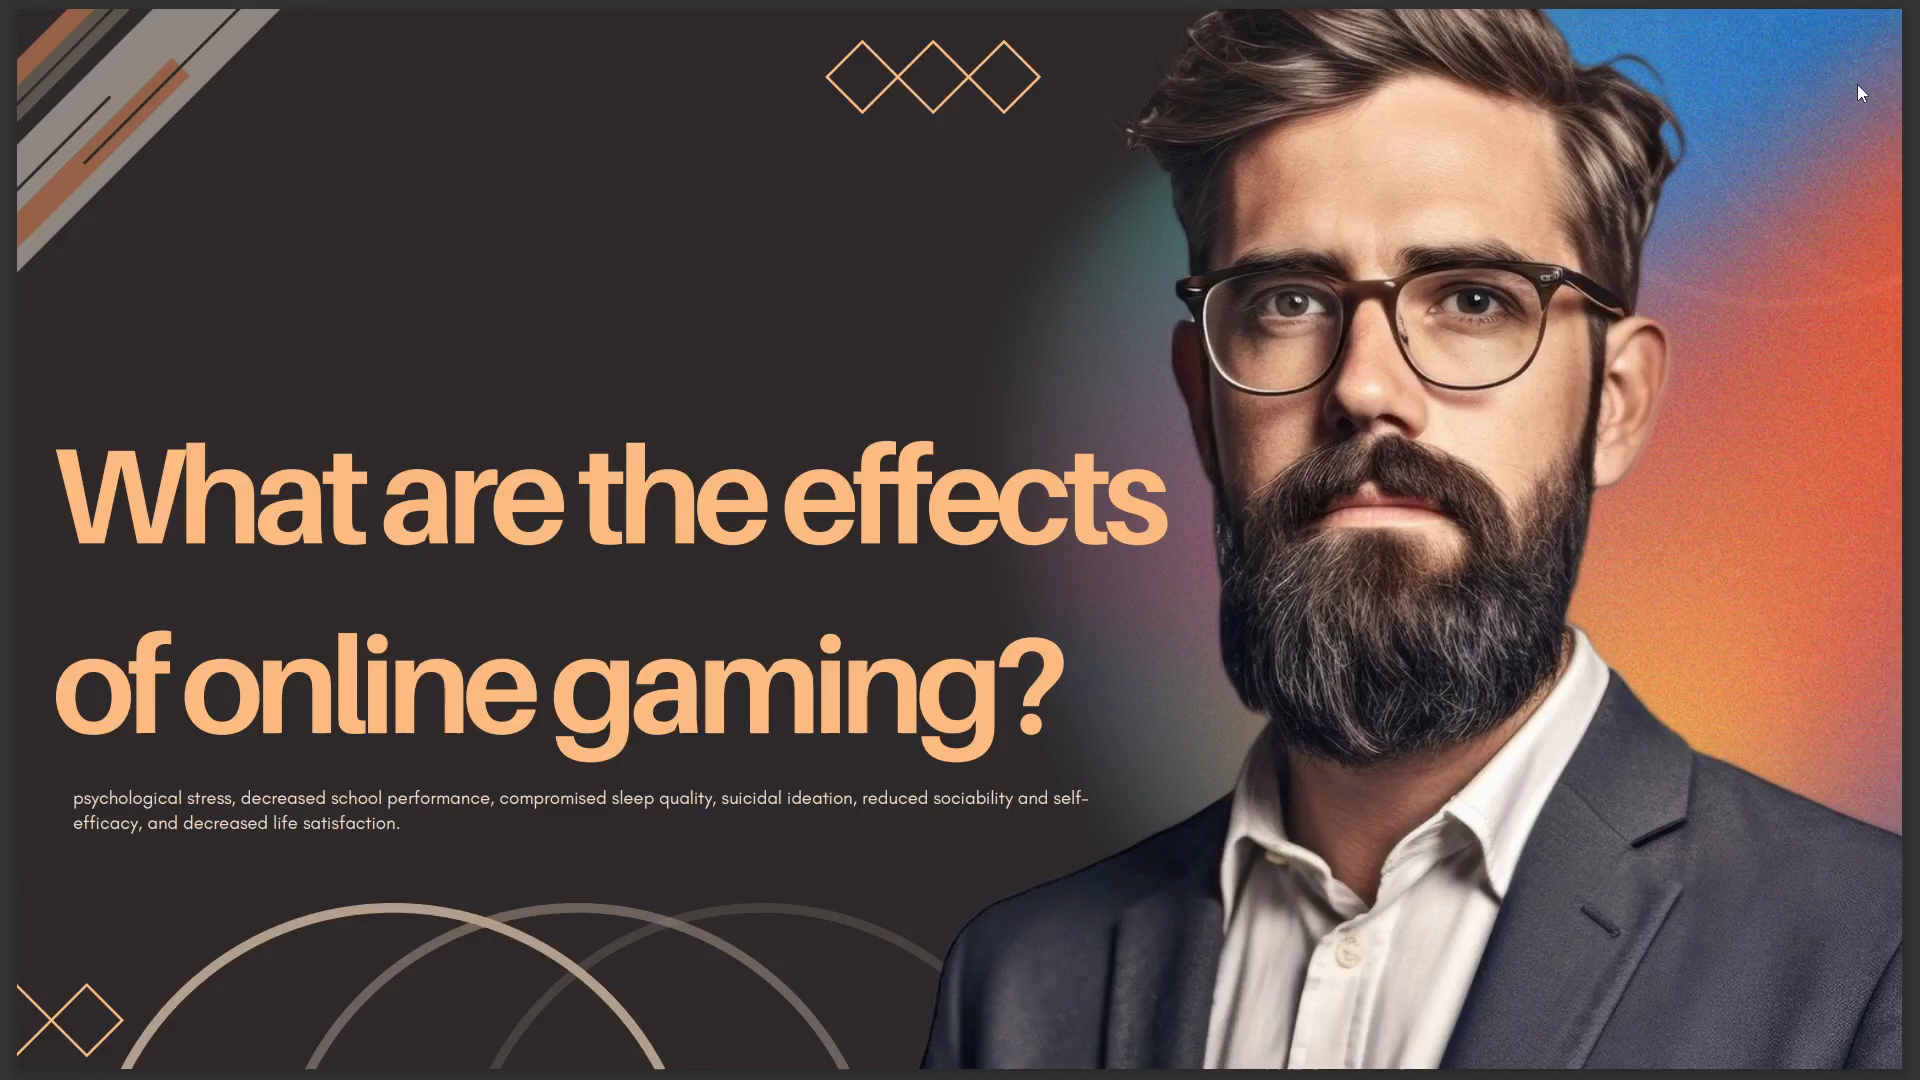 What are the effects
of online gaming?
psychological stress, decreased school performance, compromised sleep quality, suicidal ideation, reduced sociability and self-
efficacy, and decreased life satisfaction.